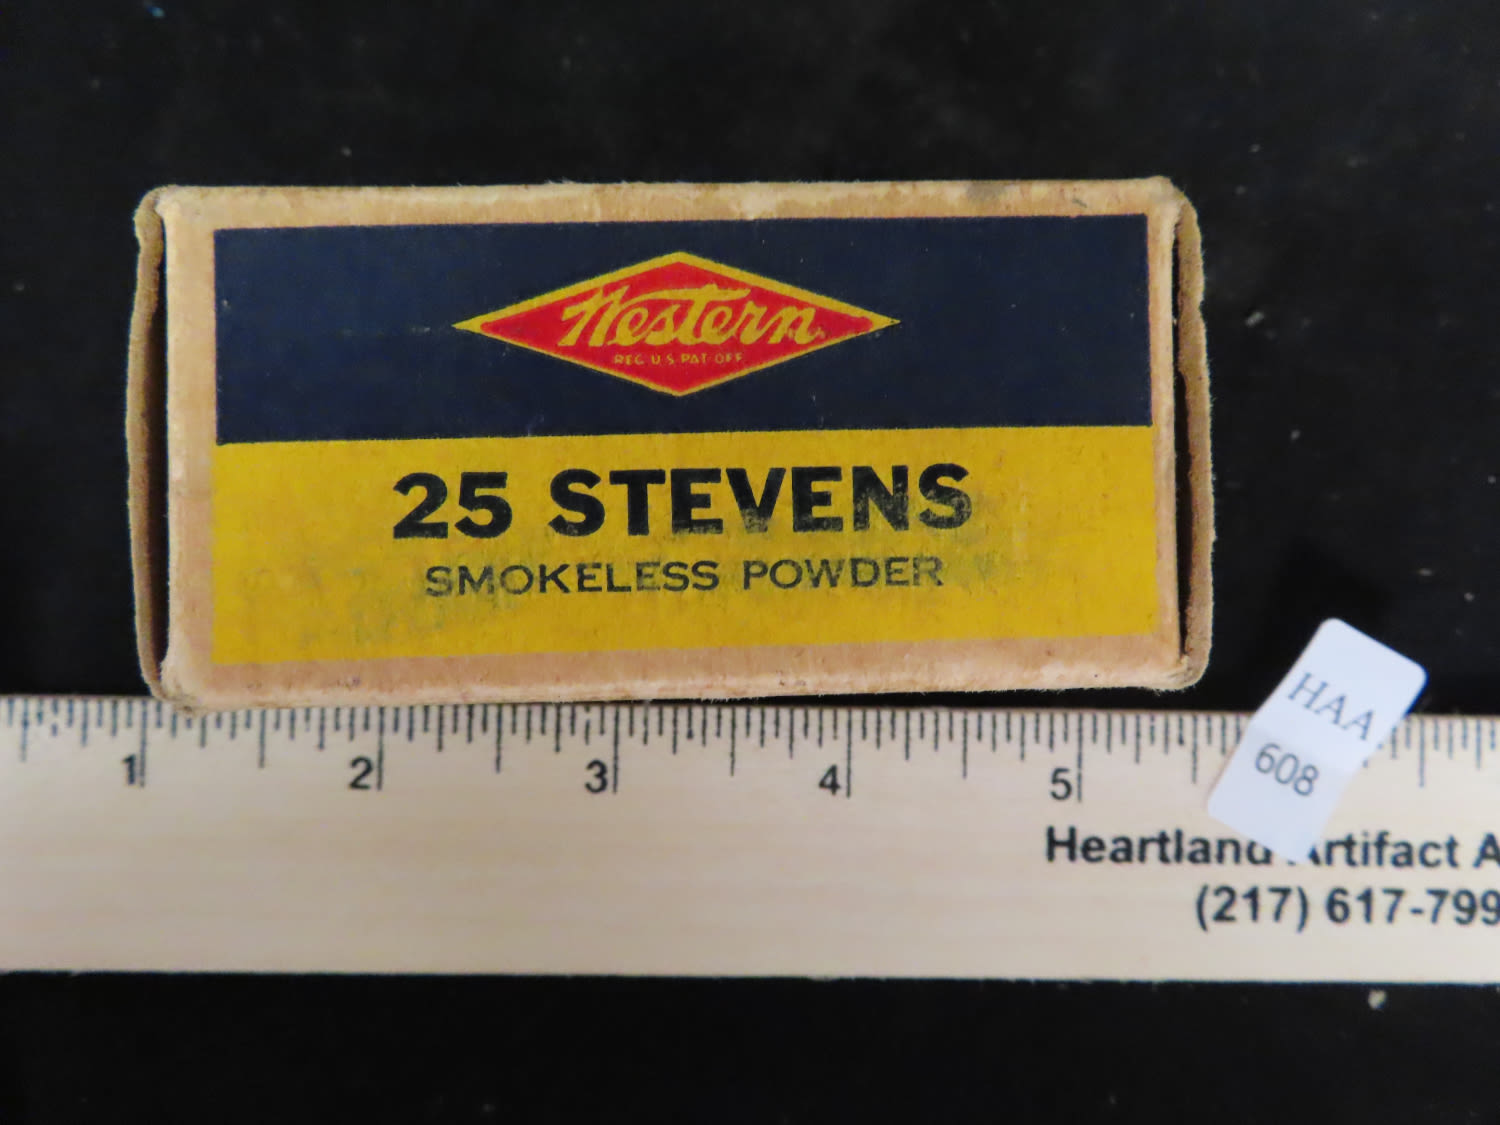 Western
REG. U.S. PAT. OFF.
25 STEVENS
SMOKELESS POWDER
1 2 3 4 5
HAA
608
Heartland Artifact A
(217) 617-799